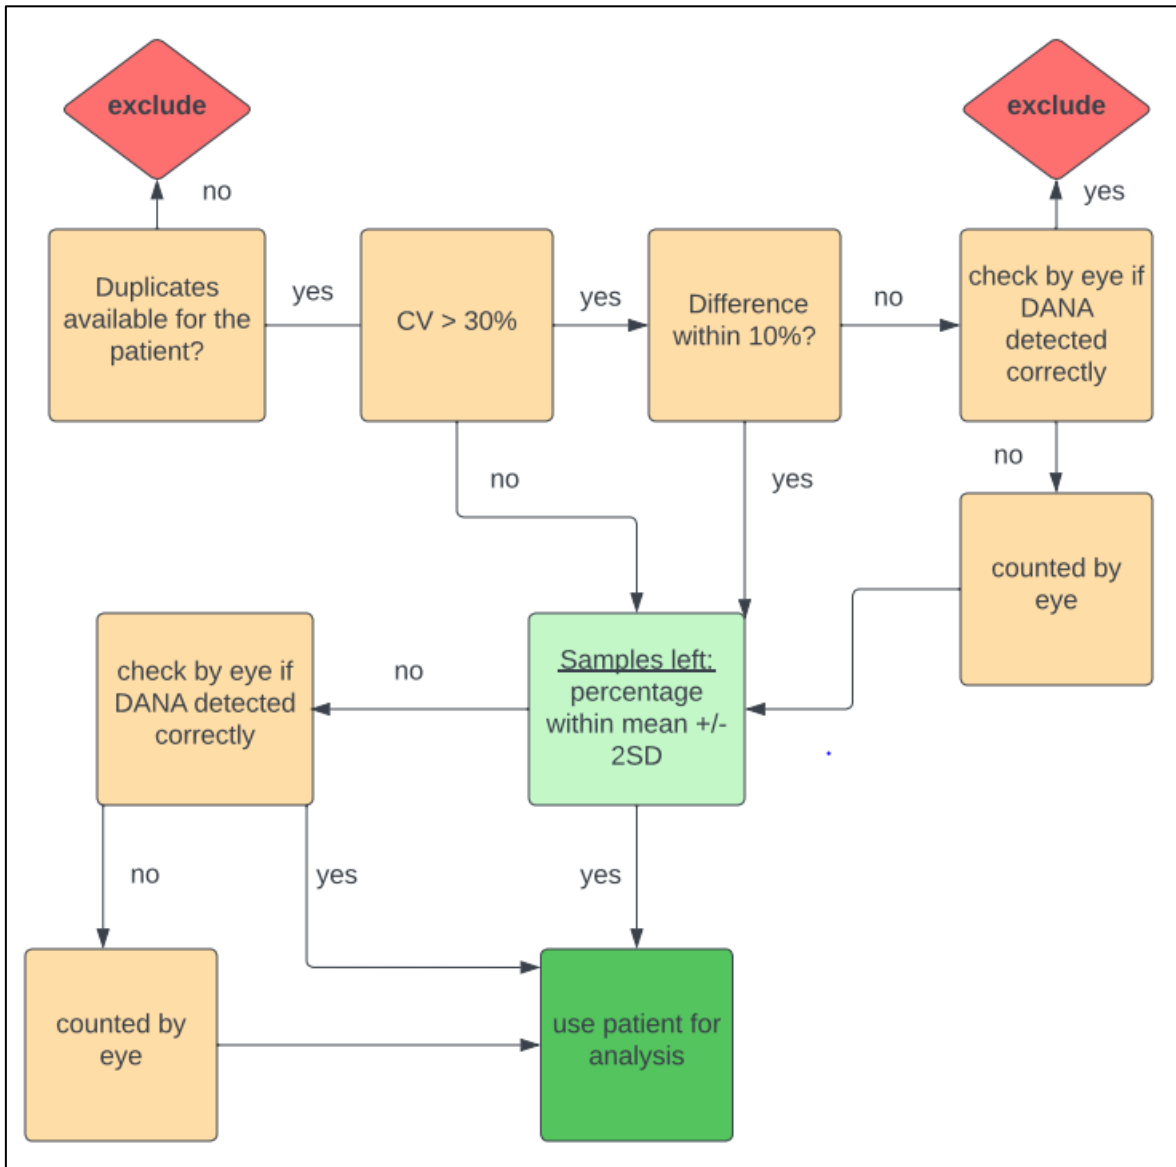 exclude
exclude
no
yes
Duplicates
available for the
patient?
yes
CV > 30%
yes
Difference
within 10%?
no
check by eye if
DANA
detected
correctly
no
yes
no
counted by
eye
check by eye if
DANA detected
correctly
no
Samples left:
percentage
within mean +/-
2SD
no
yes
yes
counted by
eye
use patient for
analysis